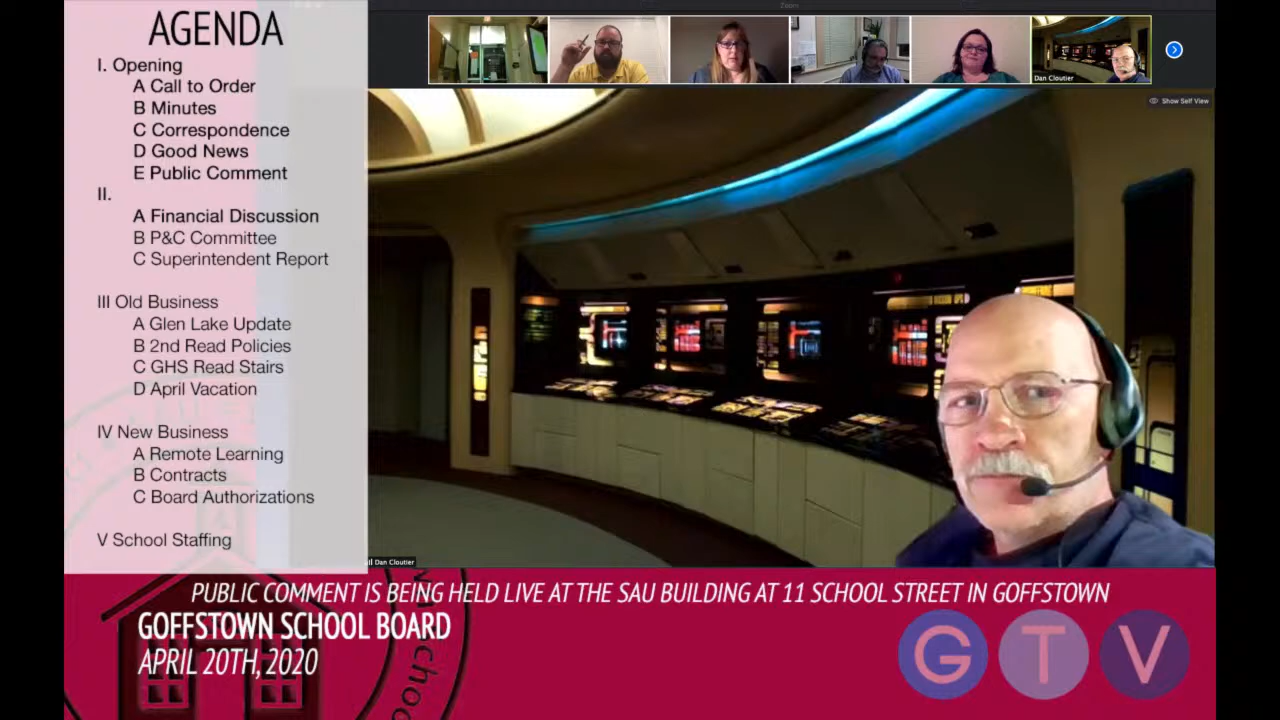 AGENDA
I. Opening
A Call to Order
B Minutes
C Correspondence
D Good News
E Public Comment
II.
A Financial Discussion
B P&C Committee
C Superintendent Report
III Old Business
A Glen Lake Update
B 2nd Read Policies
C GHS Read Stairs
D April Vacation
IV New Business
A Remote Learning
B Contracts
C Board Authorizations
V School Staffing
Zoom
Dan Cloutier
Show Self View
Dan Cloutier
PUBLIC COMMENT IS BEING HELD LIVE AT THE SAU BUILDING AT 11 SCHOOL STREET IN GOFFSTOWN
GOFFSTOWN SCHOOL BOARD
APRIL 20TH, 2020
G T V